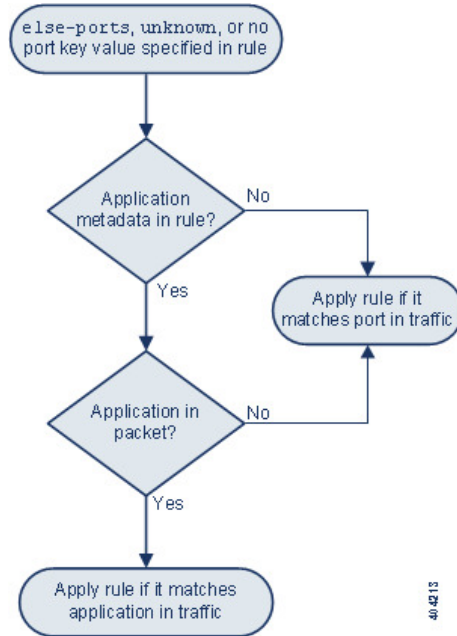 else-ports, unknown, or no
port key value specified in rule
Application
metadata in rule?
No
Yes
Apply rule if it
matches port in traffic
Application in
packet?
No
Yes
Apply rule if it matches
application in traffic
404213